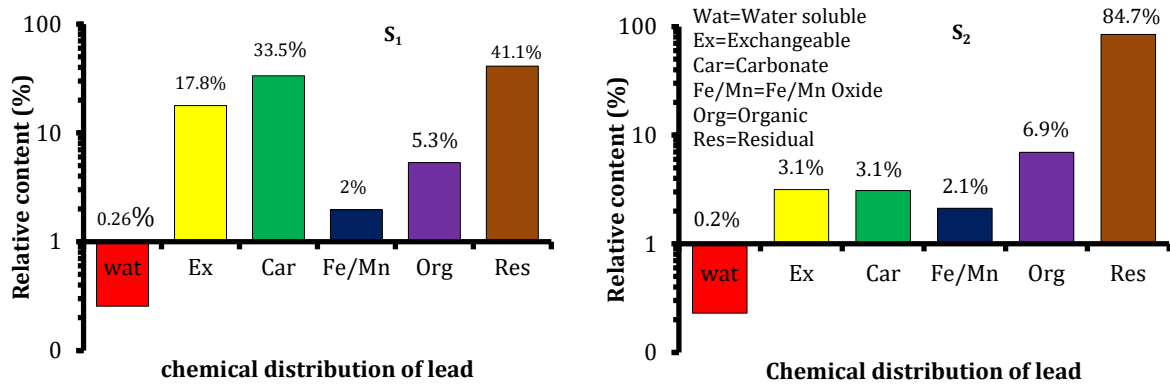 Relative content (%)
100
10
1
0
S1
0.26%
17.8%
33.5%
2%
5.3%
41.1%
wat
Ex
Car
Fe/Mn
Org
Res
chemical distribution of lead
Relative content (%)
100
10
1
0
S2
Wat=Water soluble
Ex=Exchangeable
Car=Carbonate
Fe/Mn=Fe/Mn Oxide
Org=Organic
Res=Residual
0.2%
3.1%
3.1%
2.1%
6.9%
84.7%
wat
Ex
Car
Fe/Mn
Org
Res
Chemical distribution of lead